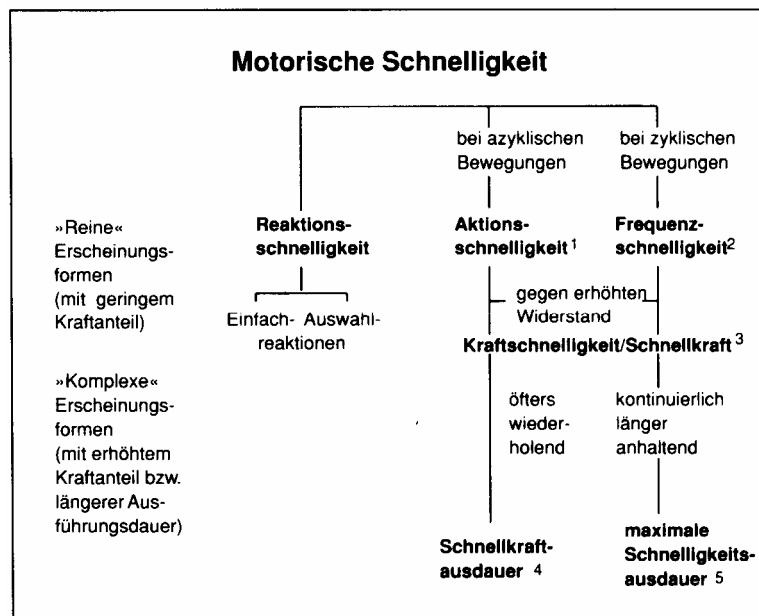 Motorische Schnelligkeit
bei azyklischen
Bewegungen
bei zyklischen
Bewegungen
»Reine«
Erscheinungs-
formen
(mit geringem
Kraftanteil)
Reaktions-
schnelligkeit
Aktions-
schnelligkeit 1
Frequenz-
schnelligkeit 2
Einfach- Auswahl-
reaktionen
gegen erhöhten
Widerstand
Kraftschnelligkeit/Schnellkraft 3
»Komplexe«
Erscheinungs-
formen
(mit erhöhtem
Kraftanteil bzw.
längerer Aus-
führungsdauer)
öfters
wieder-
holend
kontinuierlich
länger
anhaltend
Schnellkraft-
ausdauer 4
maximale
Schnelligkeits-
ausdauer 5